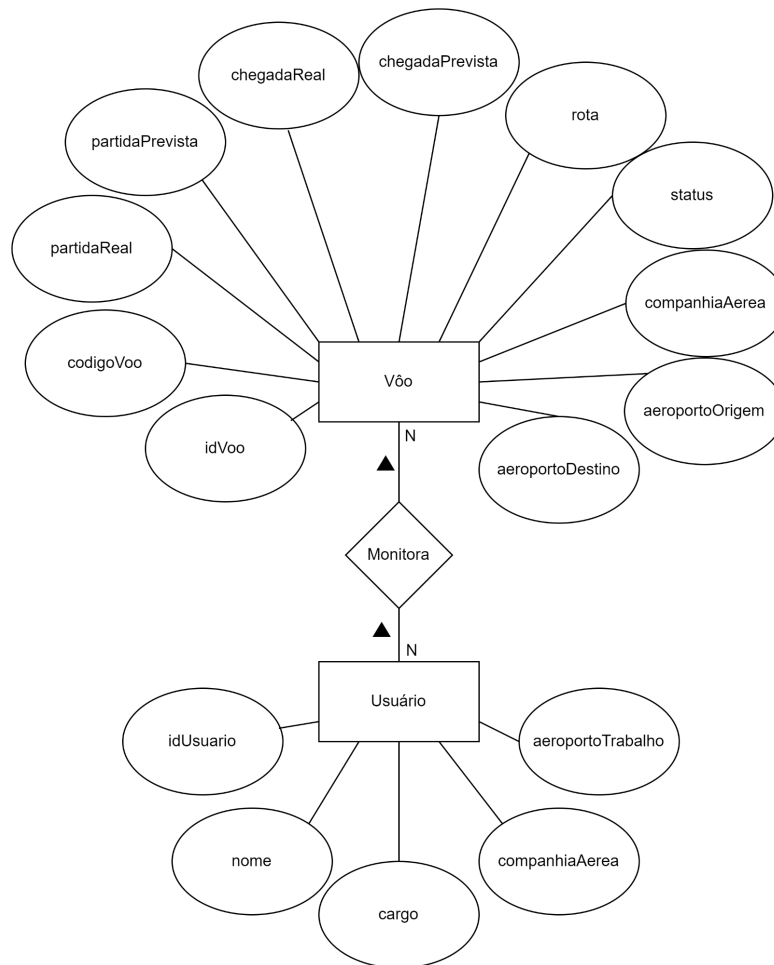 chegadaPrevista
chegadaReal
rota
partidaPrevista
status
partidaReal
companhiaAerea
codigoVoo
Vôo
aeroportoOrigem
idVoo
N
aeroportoDestino
Monitora
N
Usuário
idUsuario
aeroportoTrabalho
nome
companhiaAerea
cargo